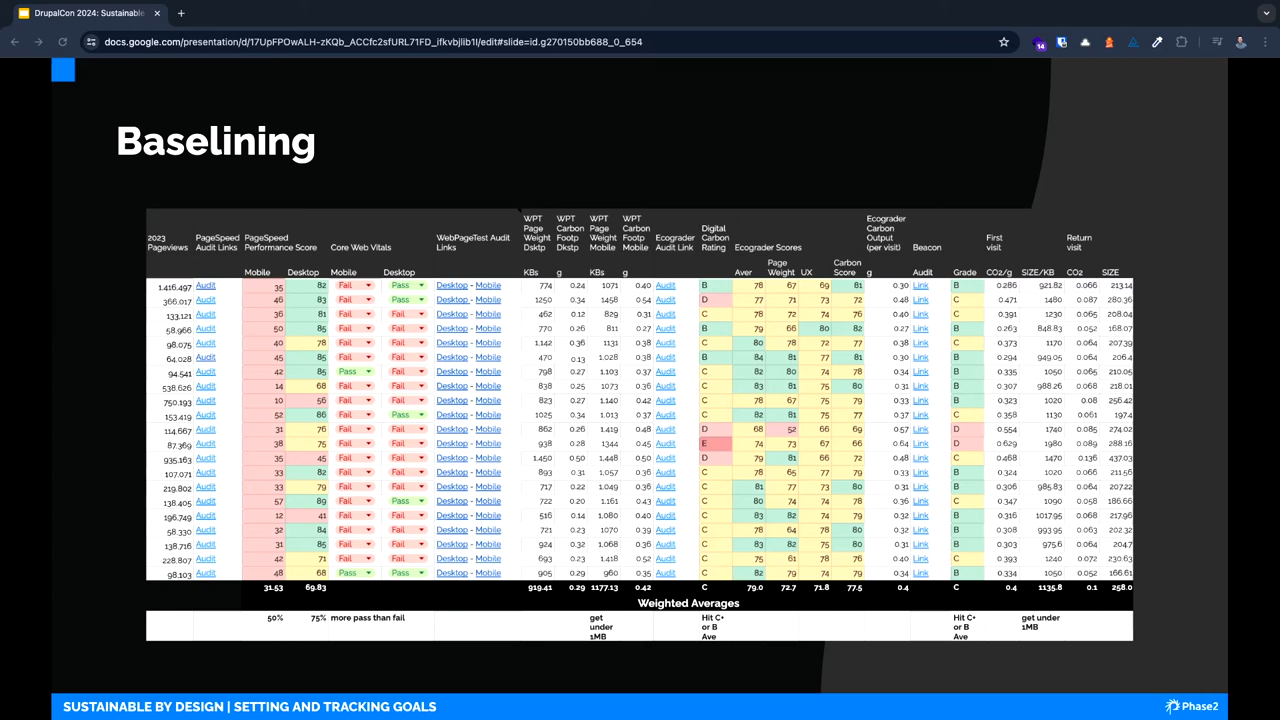 DrupalCon 2024: Sustainable
docs.google.com/presentation/d/17UpFPOwALH-zKQb_ACCfc2sfURL71FD_ifkvbjlib1I/edit#slide=id.g270150bb688_0_654
14
Baselining
2023 Pageviews PageSpeed Audit Links PageSpeed Performance Score Core Web Vitals WebPageTest Audit Links WPT Page Weight Dsktp WPT Carbon Footp Dkstp WPT Page Weight Mobile WPT Carbon Footp Mobile Ecograder Audit Link Digital Carbon Rating Ecograder Scores Ecograder Carbon Output (per visit) Beacon First visit Return visit
Mobile Desktop Mobile Desktop KBs g KBs g Aver Page Weight UX Carbon Score g Audit Grade CO2/g SIZE/KB CO2 SIZE
1,416,497 Audit 35 82 Fail Pass Desktop - Mobile 774 0.24 1071 0.40 Audit B 78 67 69 81 0.30 Link B 0.286 921.82 0.066 213.14
366,017 Audit 46 83 Fail Fail Desktop - Mobile 1250 0.34 1458 0.54 Audit D 77 71 73 72 0.48 Link C 0.471 1480 0.087 280.36
133,121 Audit 36 81 Fail Fail Desktop - Mobile 462 0.12 829 0.31 Audit C 78 72 74 76 0.40 Link C 0.391 1230 0.065 208.04
58,966 Audit 50 85 Fail Fail Desktop - Mobile 770 0.26 811 0.27 Audit B 79 66 80 82 0.27 Link B 0.263 848.83 0.052 168.07
98,075 Audit 40 78 Fail Fail Desktop - Mobile 1,142 0.36 1131 0.38 Audit C 80 78 72 77 0.38 Link C 0.373 1170 0.064 207.39
64,028 Audit 45 85 Fail Fail Desktop - Mobile 470 0.13 1,028 0.38 Audit B 84 81 77 81 0.30 Link B 0.294 949.05 0.064 206.4
94,541 Audit 42 85 Pass Fail Desktop - Mobile 798 0.27 1,103 0.37 Audit C 82 80 74 78 0.34 Link C 0.335 1050 0.065 210.05
538,626 Audit 14 68 Fail Fail Desktop - Mobile 838 0.25 1073 0.36 Audit C 83 81 75 80 0.31 Link C 0.307 988.26 0.068 218.01
750,193 Audit 10 56 Fail Fail Desktop - Mobile 823 0.27 1,140 0.42 Audit C 77 68 75 79 0.33 Link B 0.323 1020 0.08 256.42
153,419 Audit 52 86 Fail Pass Desktop - Mobile 1025 0.34 1,013 0.37 Audit C 82 81 75 77 0.37 Link C 0.358 1130 0.061 197.4
114,667 Audit 31 76 Fail Fail Desktop - Mobile 862 0.26 1,419 0.48 Audit D 68 52 66 69 0.57 Link D 0.554 1740 0.085 274.02
87,369 Audit 38 75 Fail Fail Desktop - Mobile 938 0.28 1344 0.45 Audit E 74 73 67 66 0.64 Link D 0.629 1980 0.089 288.16
935,163 Audit 35 45 Fail Fail Desktop - Mobile 1,450 0.50 1,448 0.50 Audit D 79 81 66 72 0.48 Link C 0.468 1470 0.136 437.03
107,071 Audit 33 82 Fail Fail Desktop - Mobile 893 0.31 1,057 0.36 Audit C 78 65 77 79 0.33 Link B 0.324 1020 0.066 211.56
219,802 Audit 33 79 Fail Fail Desktop - Mobile 717 0.22 1,049 0.36 Audit C 81 77 73 80 0.31 Link B 0.306 985.83 0.064 207.22
138,405 Audit 57 89 Fail Pass Desktop - Mobile 722 0.20 1,161 0.43 Audit C 80 74 74 78 0.36 Link C 0.347 1090 0.058 186.66
196,749 Audit 12 41 Fail Fail Desktop - Mobile 516 0.14 1,080 0.40 Audit C 83 82 74 79 0.32 Link B 0.316 1017.95 0.068 217.96
58,330 Audit 32 84 Fail Fail Desktop - Mobile 721 0.23 1,070 0.39 Audit C 78 64 78 80 0.32 Link B 0.308 993.95 0.063 202.32
138,716 Audit 31 85 Fail Fail Desktop - Mobile 924 0.32 1,068 0.36 Audit C 83 82 75 80 0.31 Link B 0.303 975.6 0.064 204.7
228,807 Audit 42 71 Fail Fail Desktop - Mobile 693 0.23 1,418 0.52 Audit C 75 61 78 76 0.40 Link C 0.393 1240 0.072 230.63
98,103 Audit 48 68 Pass Pass Desktop - Mobile 905 0.29 960 0.35 Audit C 82 79 74 79 0.34 Link B 0.334 1050 0.052 166.61
31.53 69.83 919.41 0.29 1177.13 0.42 C 79.0 72.7 71.8 77.5 0.4 C 0.4 1135.8 0.1 258.0
Weighted Averages
50% 75% more pass than fail get under 1MB Hit C+ or B Ave Hit C+ or B Ave get under 1MB
SUSTAINABLE BY DESIGN | SETTING AND TRACKING GOALS
Phase2